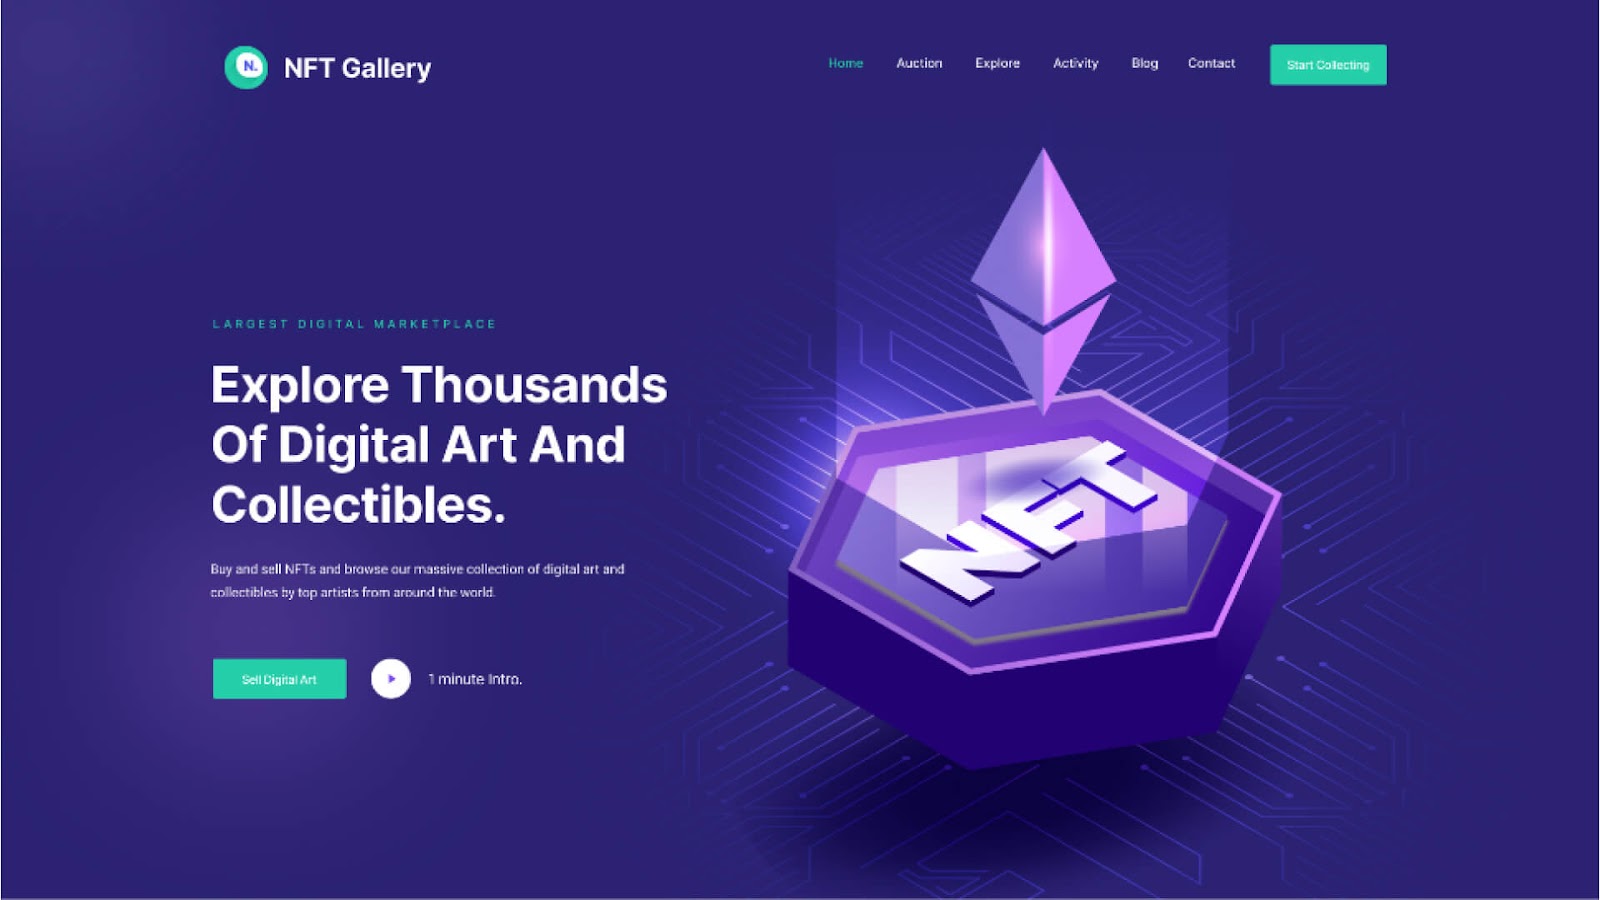 N.
NFT Gallery
Home
Auction
Explore
Activity
Blog
Contact
Start Collecting
LARGEST DIGITAL MARKETPLACE
Explore Thousands
Of Digital Art And
Collectibles.
Buy and sell NFTs and browse our massive collection of digital art and
collectibles by top artists from around the world.
Sell Digital Art
1 minute Intro.
NFT